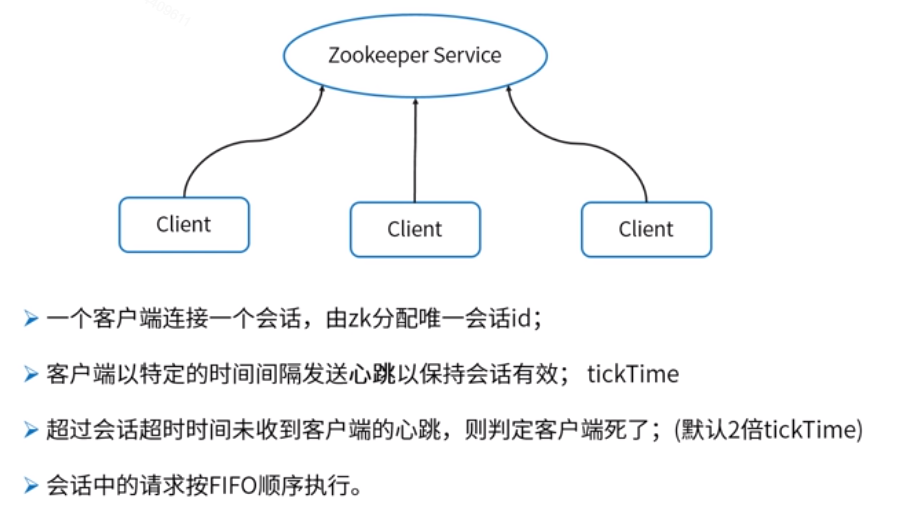 Zookeeper Service
Client
Client
Client
一个客户端连接一个会话，由zk分配唯一会话id；
客户端以特定的时间间隔发送心跳以保持会话有效； tickTime
超过会话超时时间未收到客户端的心跳，则判定客户端死了；(默认2倍tickTime)
会话中的请求按FIFO顺序执行。